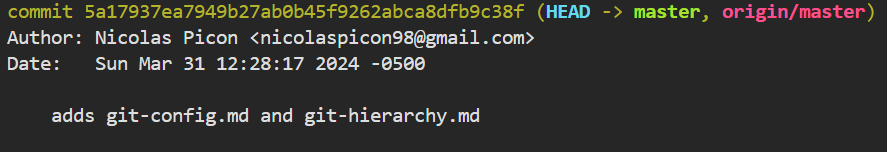 commit 5a17937ea7949b27ab0b45f9262abca8dfb9c38f (HEAD -> master, origin/master)
Author: Nicolas Picon <nicolaspicon98@gmail.com>
Date:   Sun Mar 31 12:28:17 2024 -0500
    adds git-config.md and git-hierarchy.md